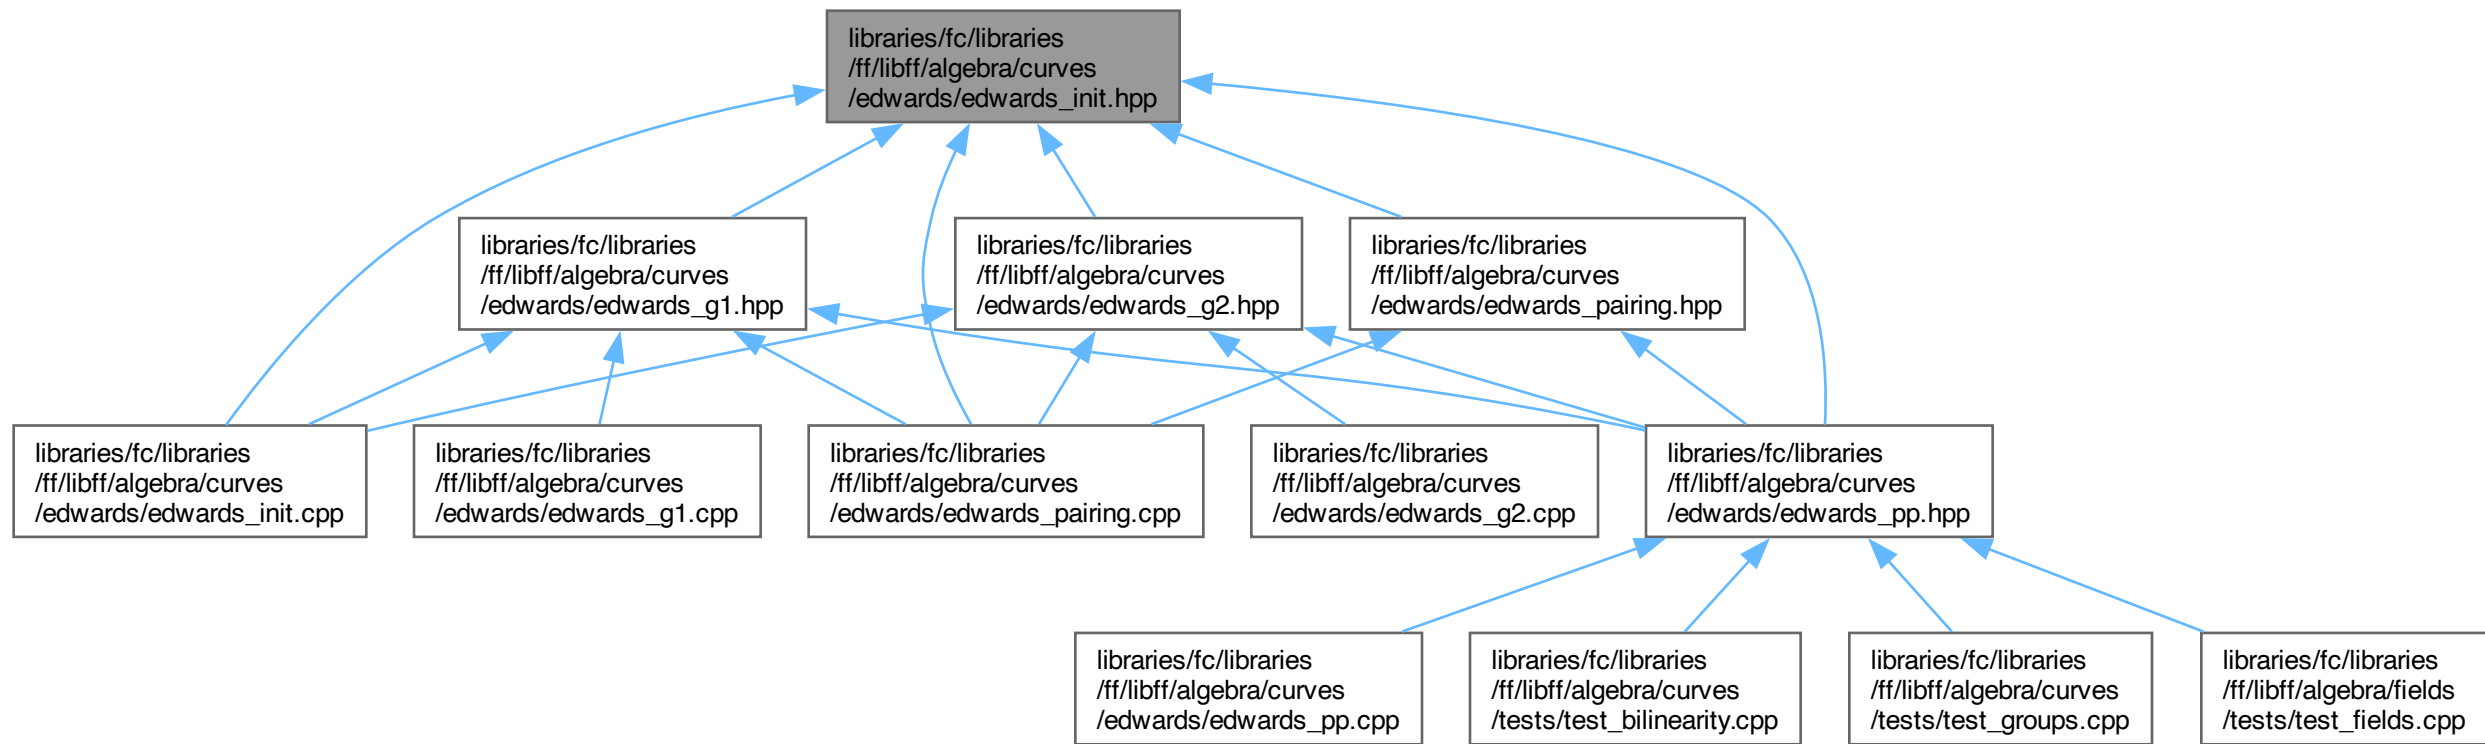 libraries/fc/libraries
/ff/libff/algebra/curves
/edwards/edwards_init.hpp
libraries/fc/libraries
/ff/libff/algebra/curves
/edwards/edwards_g1.hpp
libraries/fc/libraries
/ff/libff/algebra/curves
/edwards/edwards_g2.hpp
libraries/fc/libraries
/ff/libff/algebra/curves
/edwards/edwards_pairing.hpp
libraries/fc/libraries
/ff/libff/algebra/curves
/edwards/edwards_init.cpp
libraries/fc/libraries
/ff/libff/algebra/curves
/edwards/edwards_g1.cpp
libraries/fc/libraries
/ff/libff/algebra/curves
/edwards/edwards_pairing.cpp
libraries/fc/libraries
/ff/libff/algebra/curves
/edwards/edwards_g2.cpp
libraries/fc/libraries
/ff/libff/algebra/curves
/edwards/edwards_pp.hpp
libraries/fc/libraries
/ff/libff/algebra/curves
/edwards/edwards_pp.cpp
libraries/fc/libraries
/ff/libff/algebra/curves
/tests/test_bilinearity.cpp
libraries/fc/libraries
/ff/libff/algebra/curves
/tests/test_groups.cpp
libraries/fc/libraries
/ff/libff/algebra/fields
/tests/test_fields.cpp